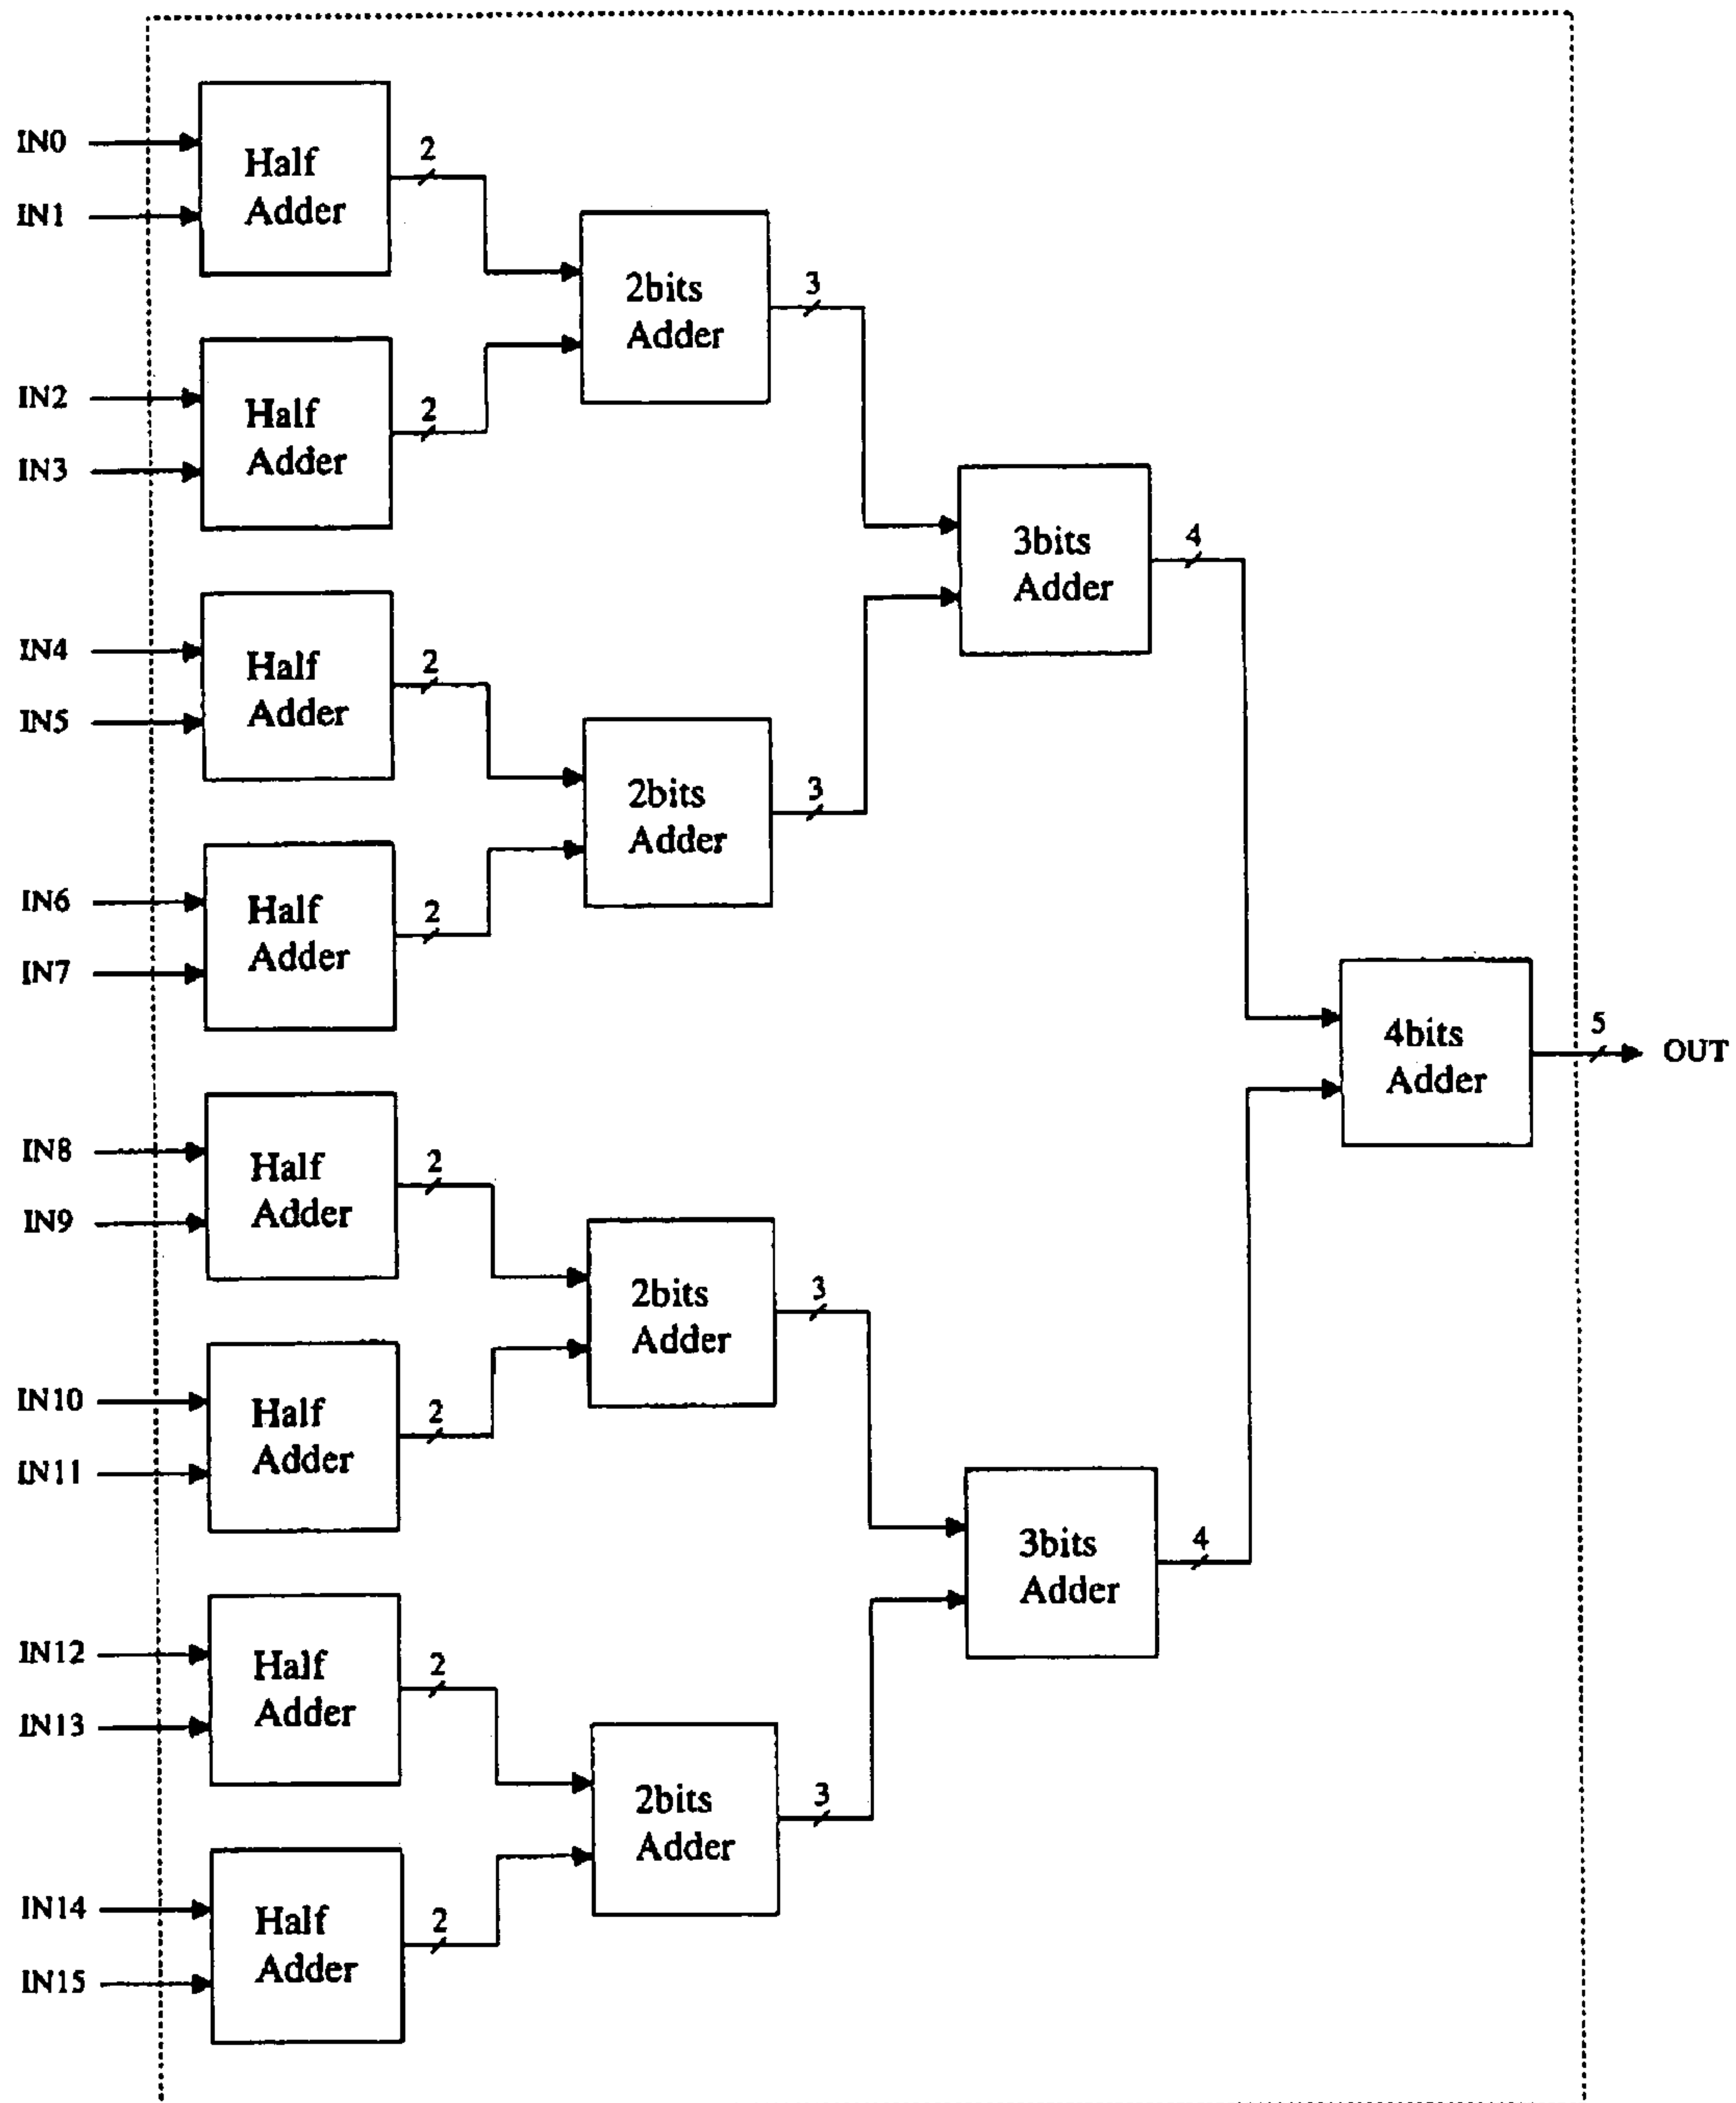 IN0
IN1
Half
Adder
2
IN2
IN3
Half
Adder
2
2bits
Adder
3
IN4
IN5
Half
Adder
2
IN6
IN7
Half
Adder
2
2bits
Adder
3
3bits
Adder
4
IN8
IN9
Half
Adder
2
IN10
IN11
Half
Adder
2
2bits
Adder
3
IN12
IN13
Half
Adder
2
IN14
IN15
Half
Adder
2
2bits
Adder
3
3bits
Adder
4
4bits
Adder
5
OUT